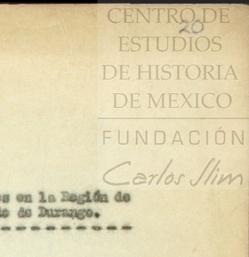 CENTRO DE
20
ESTUDIOS
DE HISTORIA
DE MEXICO
FUNDACIÓN
Carlos Slim
en la Región de
de Durango.